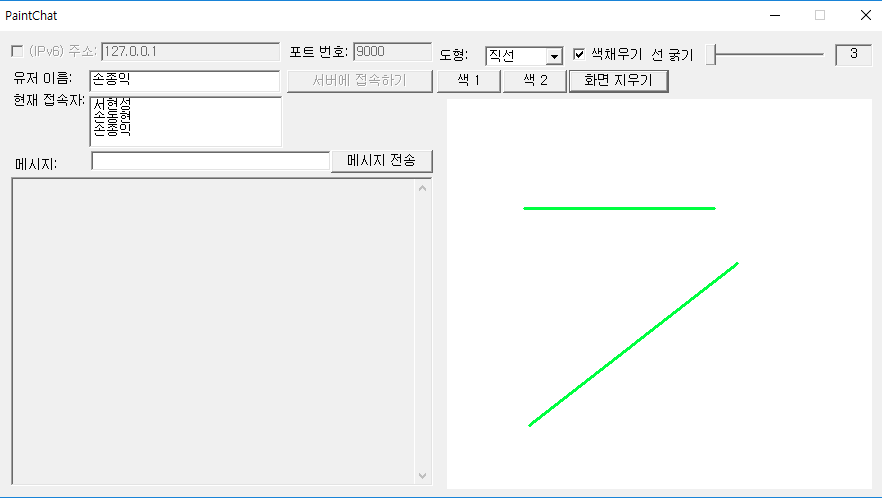 PaintChat
(IPv6) 주소: 127.0.0.1 포트 번호: 9000 도형: 직선 색채우기 선 굵기 3
유저 이름: 손종익 서버에 접속하기 색 1 색 2 화면 지우기
현재 접속자: 서현성
손동현
손종익
메시지: 메시지 전송